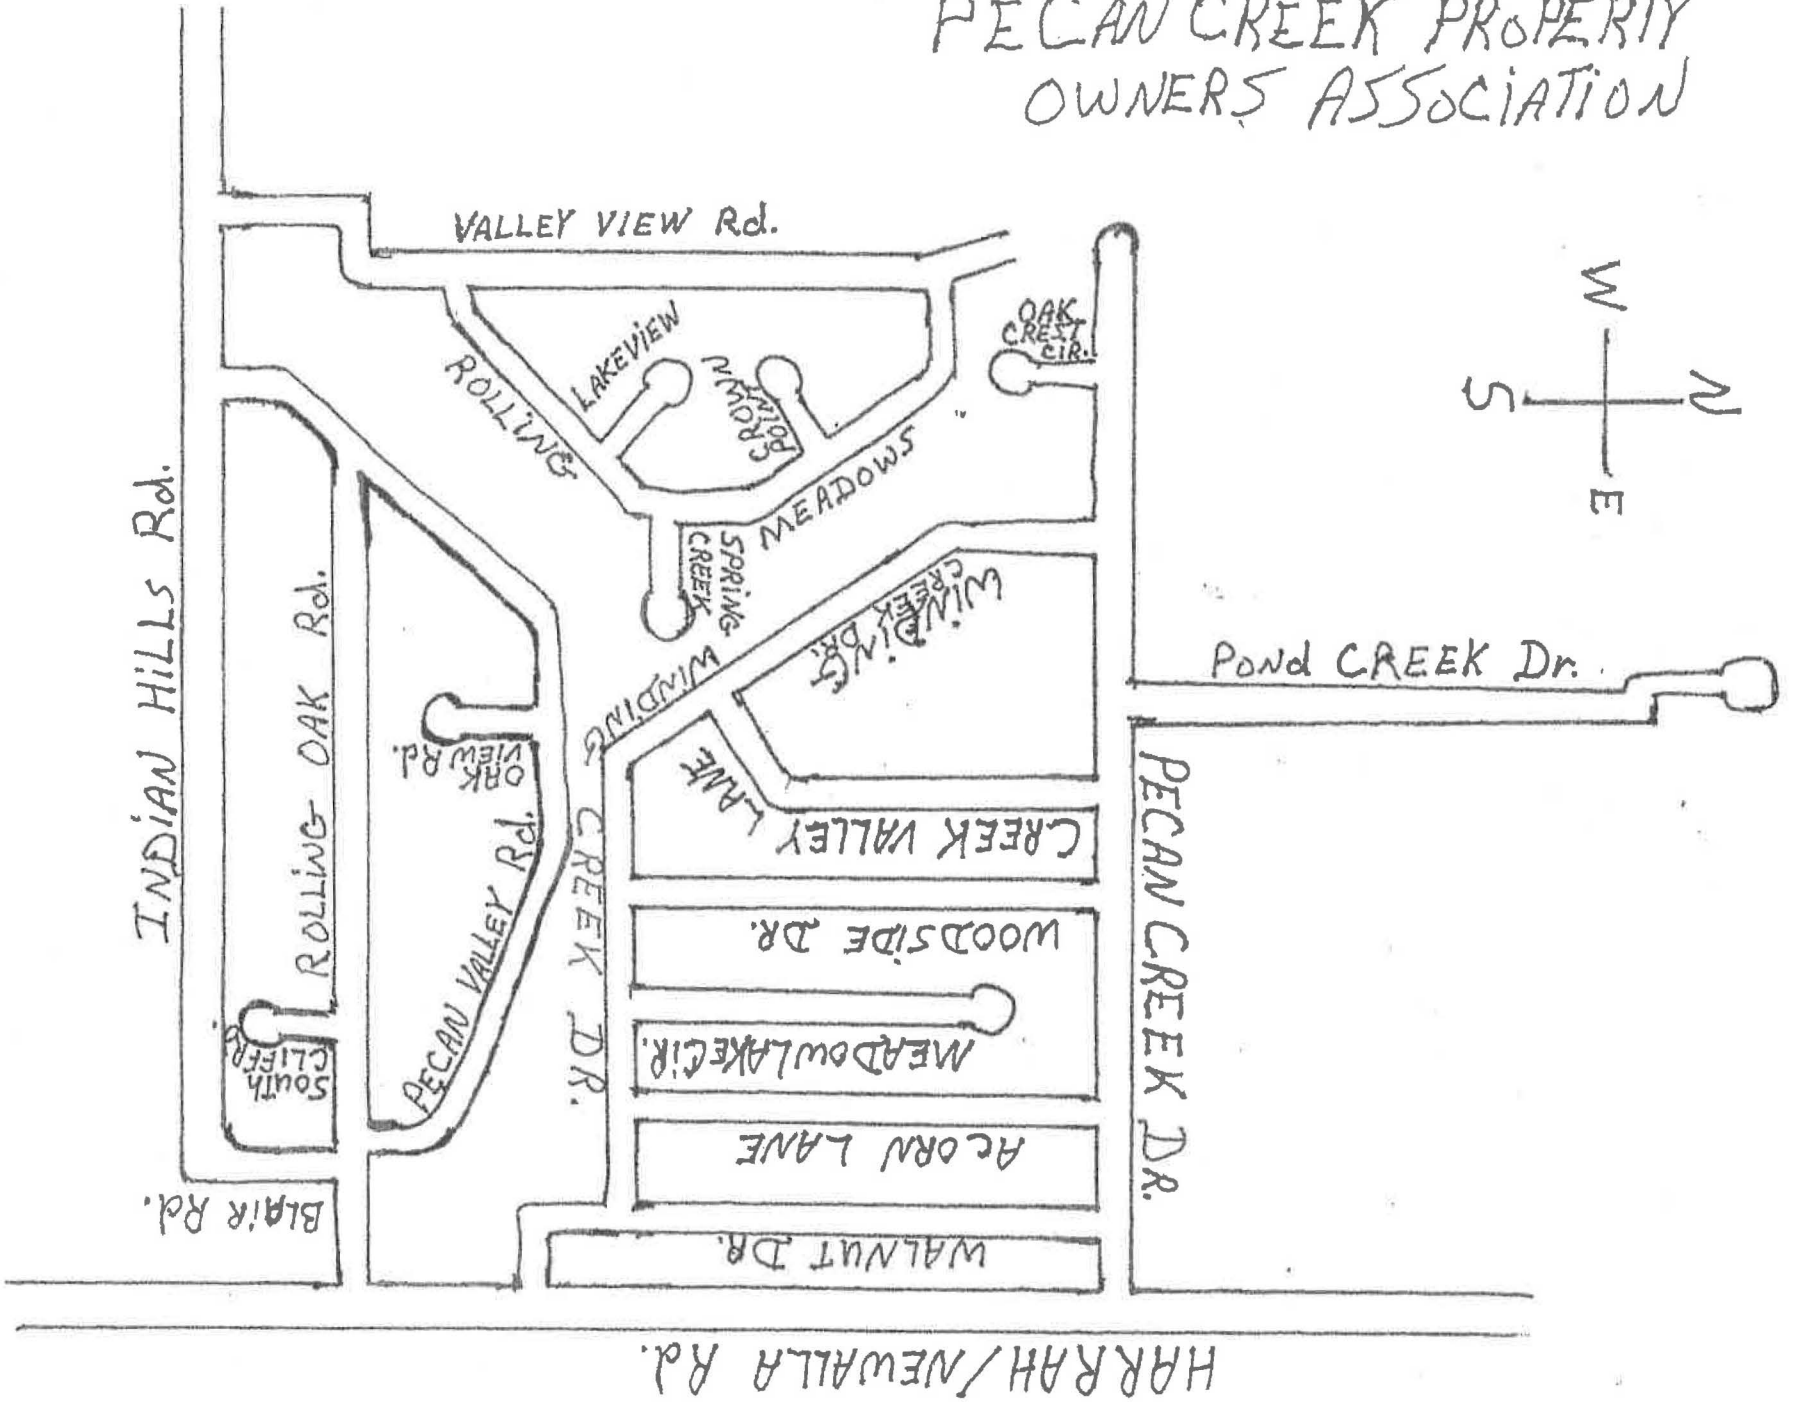 PECAN CREEK PROPERTY
OWNERS ASSOCIATION
VALLEY VIEW Rd.
W
N
S
E
OAK
CREST
CIR.
LAKEVIEW
CROWN
POINT
ROLLING
MEADOWS
SPRING
CREEK
WINDING
CREEK DR.
INDIAN HILLS Rd.
ROLING OAK Rd.
OAK
VIEW Rd.
PECAN VALLEY Rd.
WINDING CREEK DR.
POND CREEK Dr.
LANE
CREEK VALLEY
PECAN CREEK DR.
WOODSIDE DR.
MEADOWLAKE CIR.
SOUTH
CLIFF RD
ACORN LANE
BLAIR Rd.
WALNUT DR.
HARRAH/NEWALLA Rd.